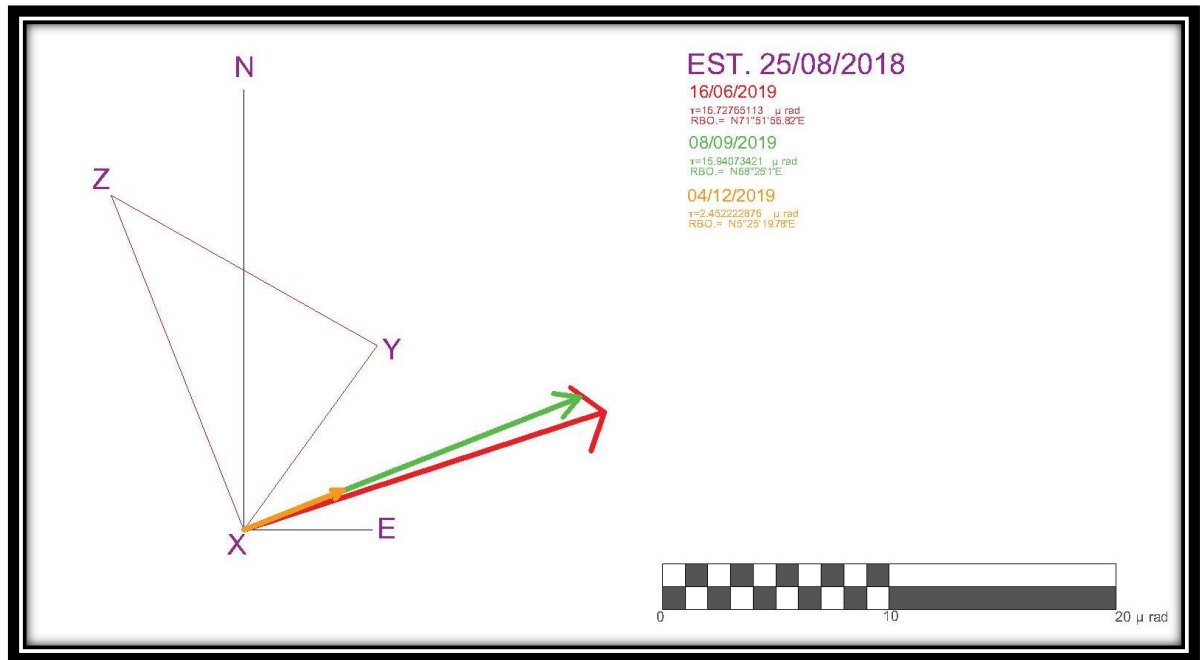 N
EST. 25/08/2018
16/06/2019
τ=16.72765113 μ rad
RBO.= N71°51'56.82"E
08/09/2019
τ=15.94073421 μ rad
RBO.= N68°25'1"E
Z
04/12/2019
τ=2.452222876 μ rad
RBO.= N5°25'19.78"E
Y
E
X
0
10
20 μ rad